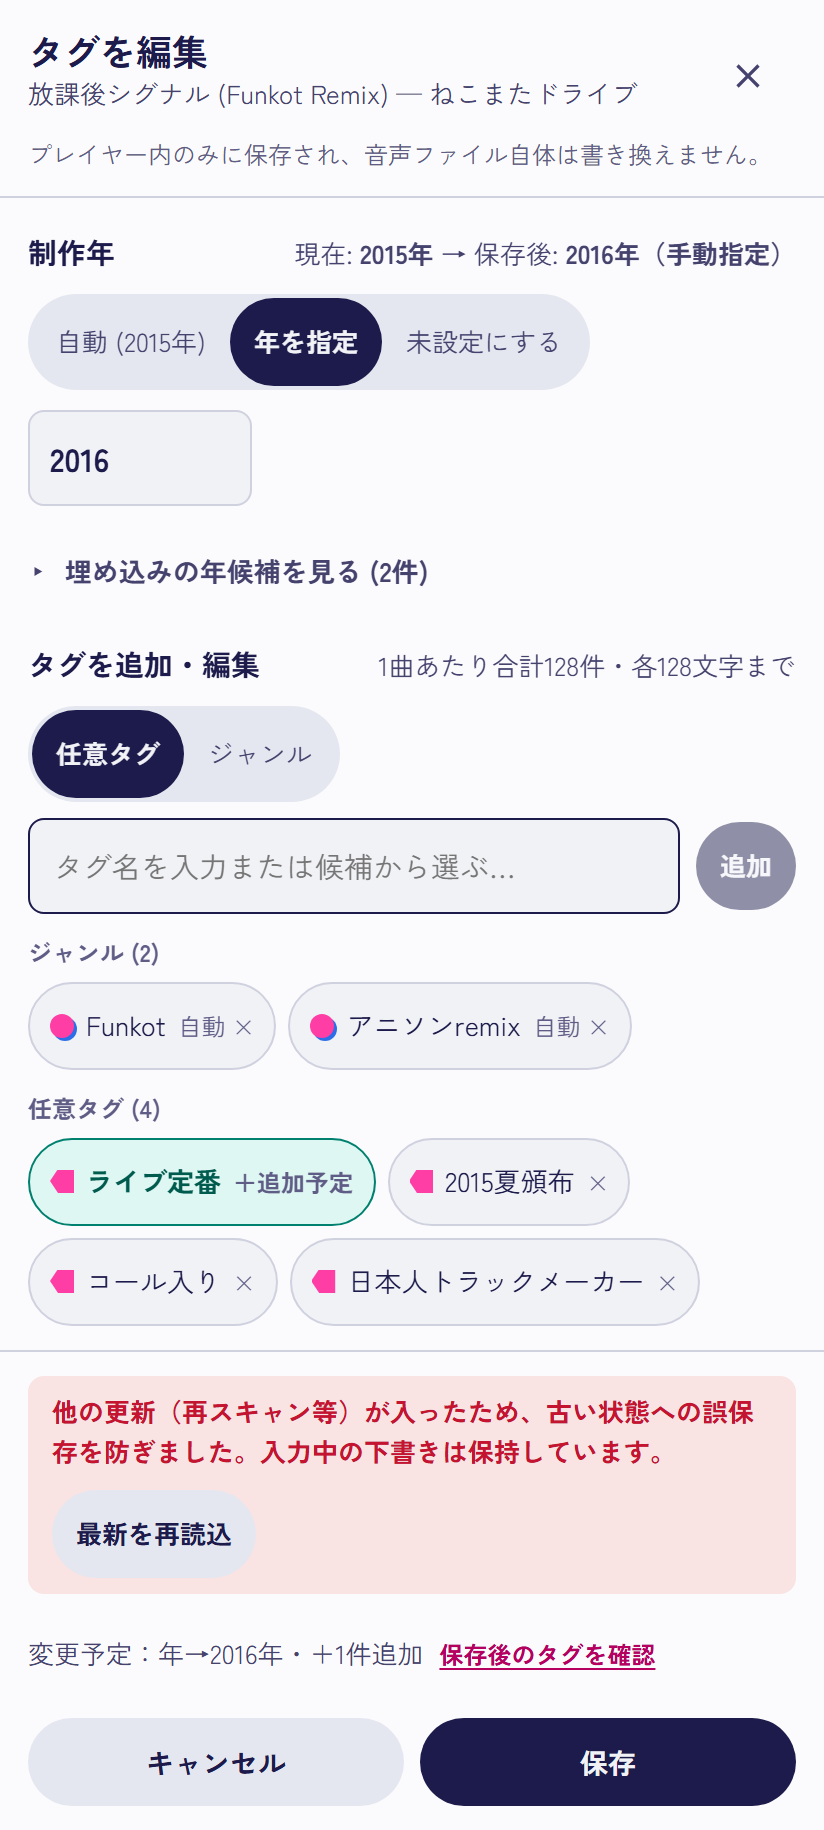 タグを編集
放課後シグナル (Funkot Remix) — ねこまたドライブ
プレイヤー内のみに保存され、音声ファイル自体は書き換えません。
制作年 現在: 2015年 → 保存後: 2016年（手動指定）
自動 (2015年) 年を指定 未設定にする
2016
埋め込みの年候補を見る (2件)
タグを追加・編集 1曲あたり合計128件・各128文字まで
任意タグ ジャンル
タグ名を入力または候補から選ぶ… 追加
ジャンル (2)
Funkot 自動 × アニソンremix 自動 ×
任意タグ (4)
ライブ定番 ＋追加予定 2015夏頒布 ×
コール入り × 日本人トラックメーカー ×
他の更新（再スキャン等）が入ったため、古い状態への誤保
存を防ぎました。入力中の下書きは保持しています。
最新を再読込
変更予定：年→2016年・＋1件追加 保存後のタグを確認
キャンセル 保存